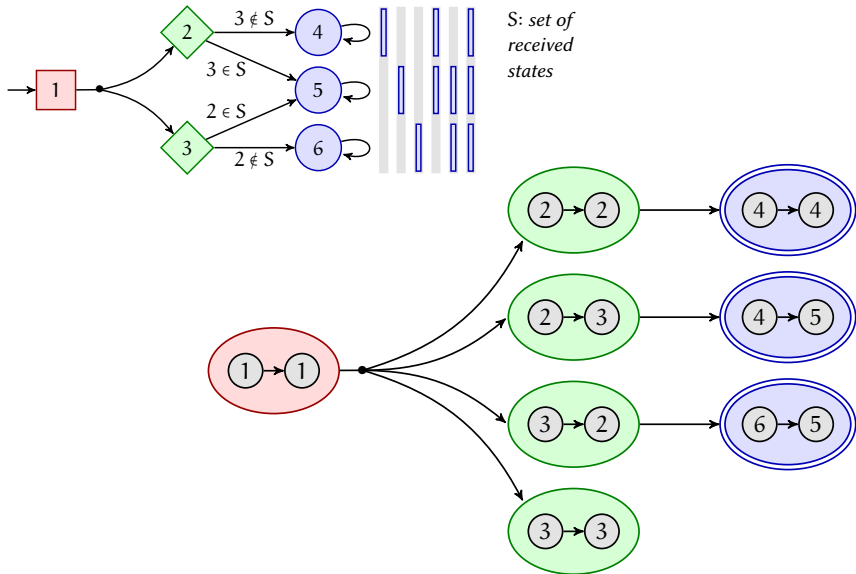 2 3 ∉ S 4 S: set of
received
states
3 ∈ S
1 5
2 ∈ S
3 2 ∉ S 6
2 2 4 4
2 3 4 5
1 1
3 2 6 5
3 3